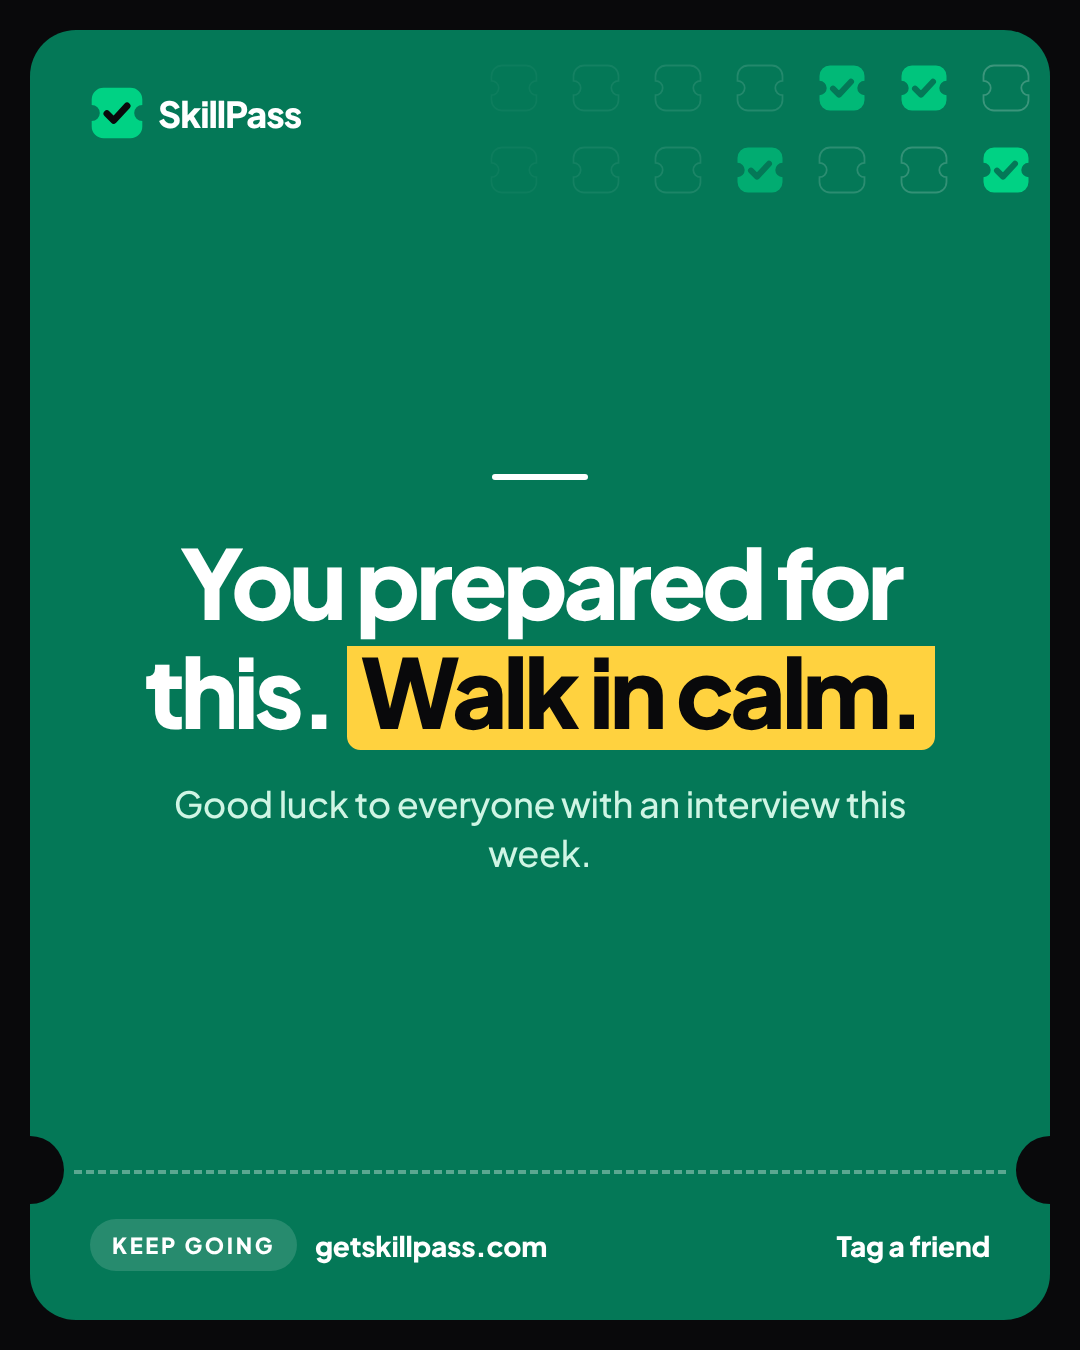 SkillPass
You prepared for
this. Walk in calm.
Good luck to everyone with an interview this
week.
KEEP GOING getskillpass.com Tag a friend